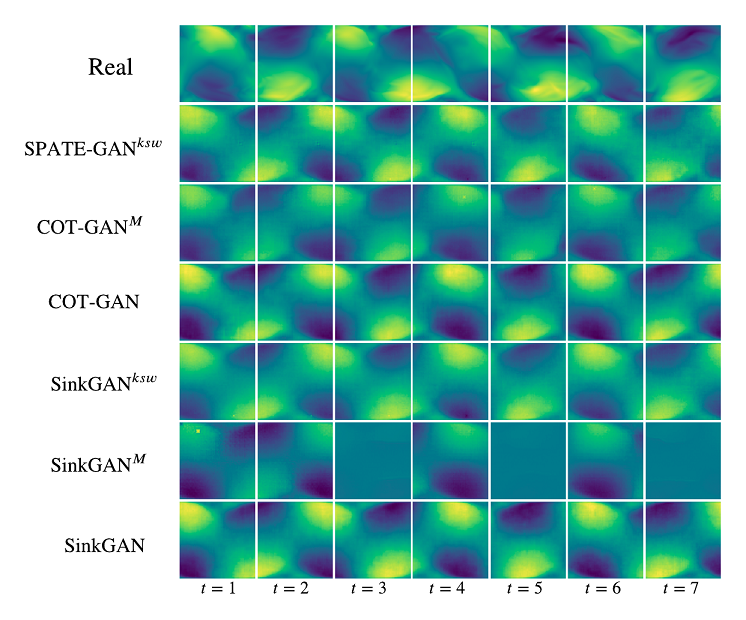 Real
SPATE-GAN^ksw
COT-GAN^M
COT-GAN
SinkGAN^ksw
SinkGAN^M
SinkGAN
t = 1 t = 2 t = 3 t = 4 t = 5 t = 6 t = 7